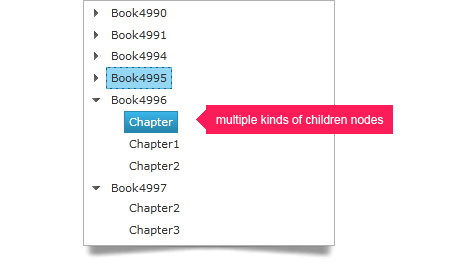 Book4990
Book4991
Book4994
Book4995
Book4996
Chapter
multiple kinds of children nodes
Chapter1
Chapter2
Book4997
Chapter2
Chapter3